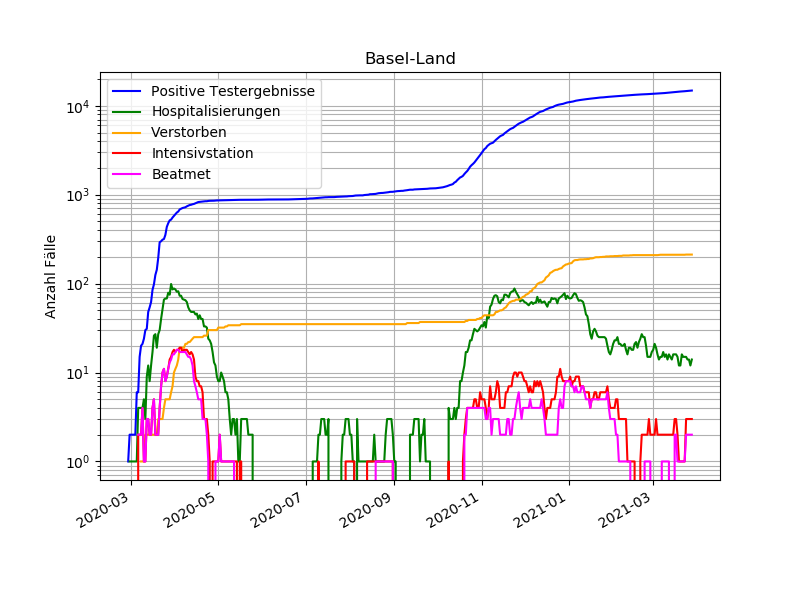 Basel-Land
Positive Testergebnisse
Hospitalisierungen
Verstorben
Intensivstation
Beatmet
Anzahl Fälle
10⁴
10³
10²
10¹
10⁰
2020-03
2020-05
2020-07
2020-09
2020-11
2021-01
2021-03